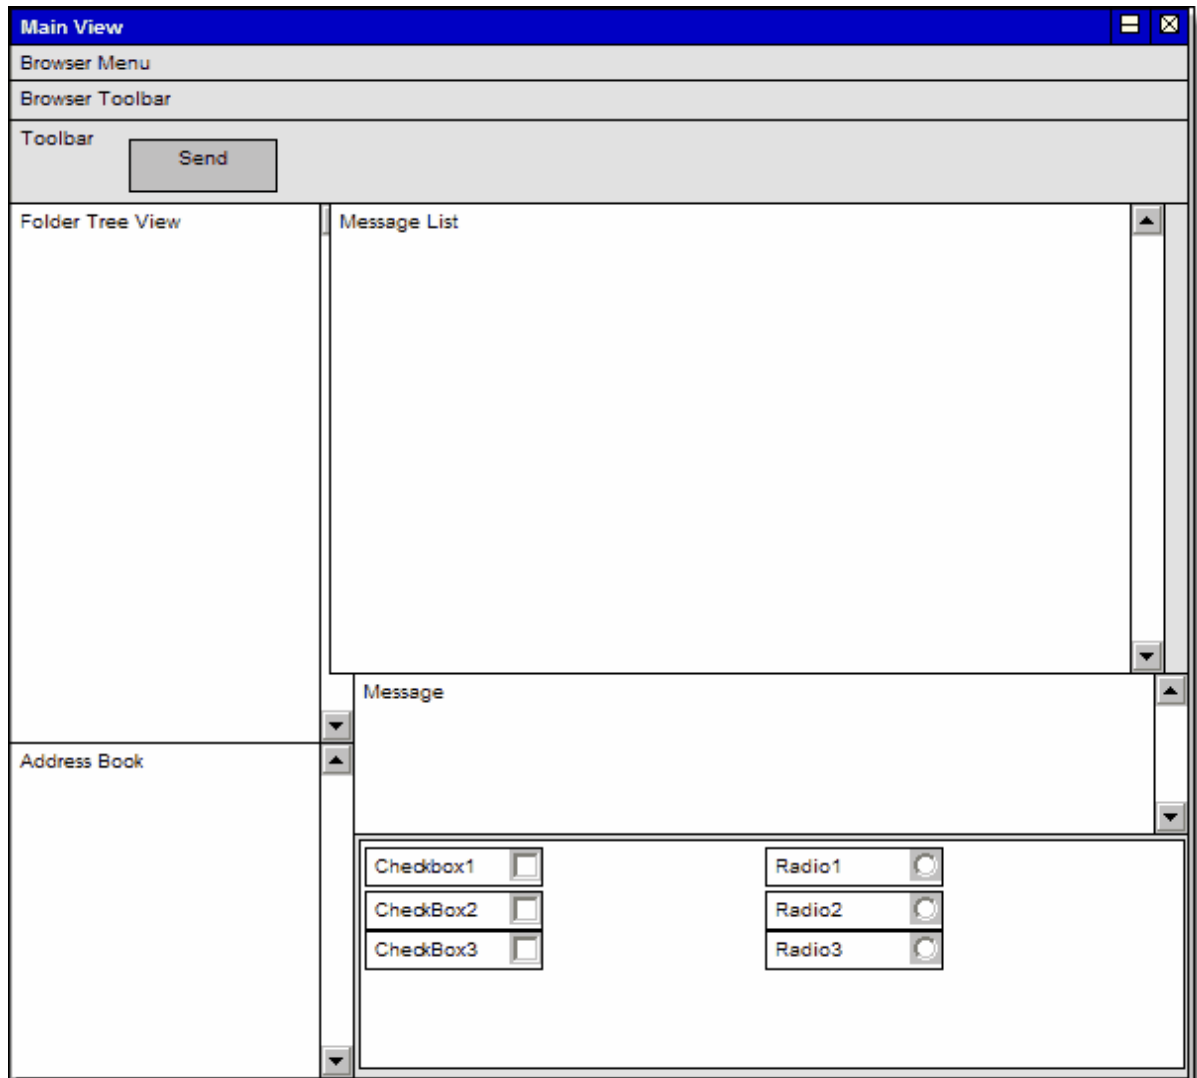 Main View
Browser Menu
Browser Toolbar
Toolbar
Send
Folder Tree View
Message List
Message
Address Book
Checkbox1
Radio1
CheckBox2
Radio2
CheckBox3
Radio3